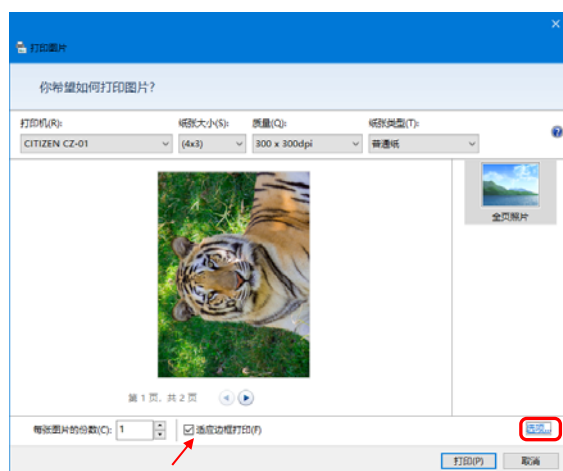 打印图片
你希望如何打印图片?
打印机(R): 纸张大小(S): 质量(Q): 纸张类型(T):
CITIZEN CZ-01 (4x3) 300 x 300dpi 普通纸
全页照片
第 1 页，共 2 页
每张图片的份数(C): 1 适应边框打印(F) 选项...
打印(P) 取消